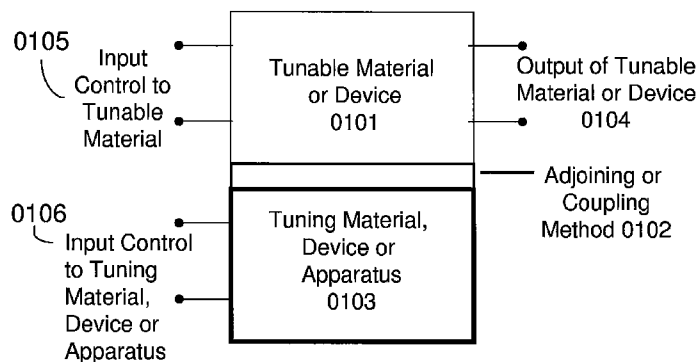 0105
Input
Control to
Tunable
Material
Tunable Material
or Device
0101
Output of Tunable
Material or Device
0104
Adjoining or
Coupling
Method 0102
0106
Input Control
to Tuning
Material,
Device or
Apparatus
Tuning Material,
Device or
Apparatus
0103